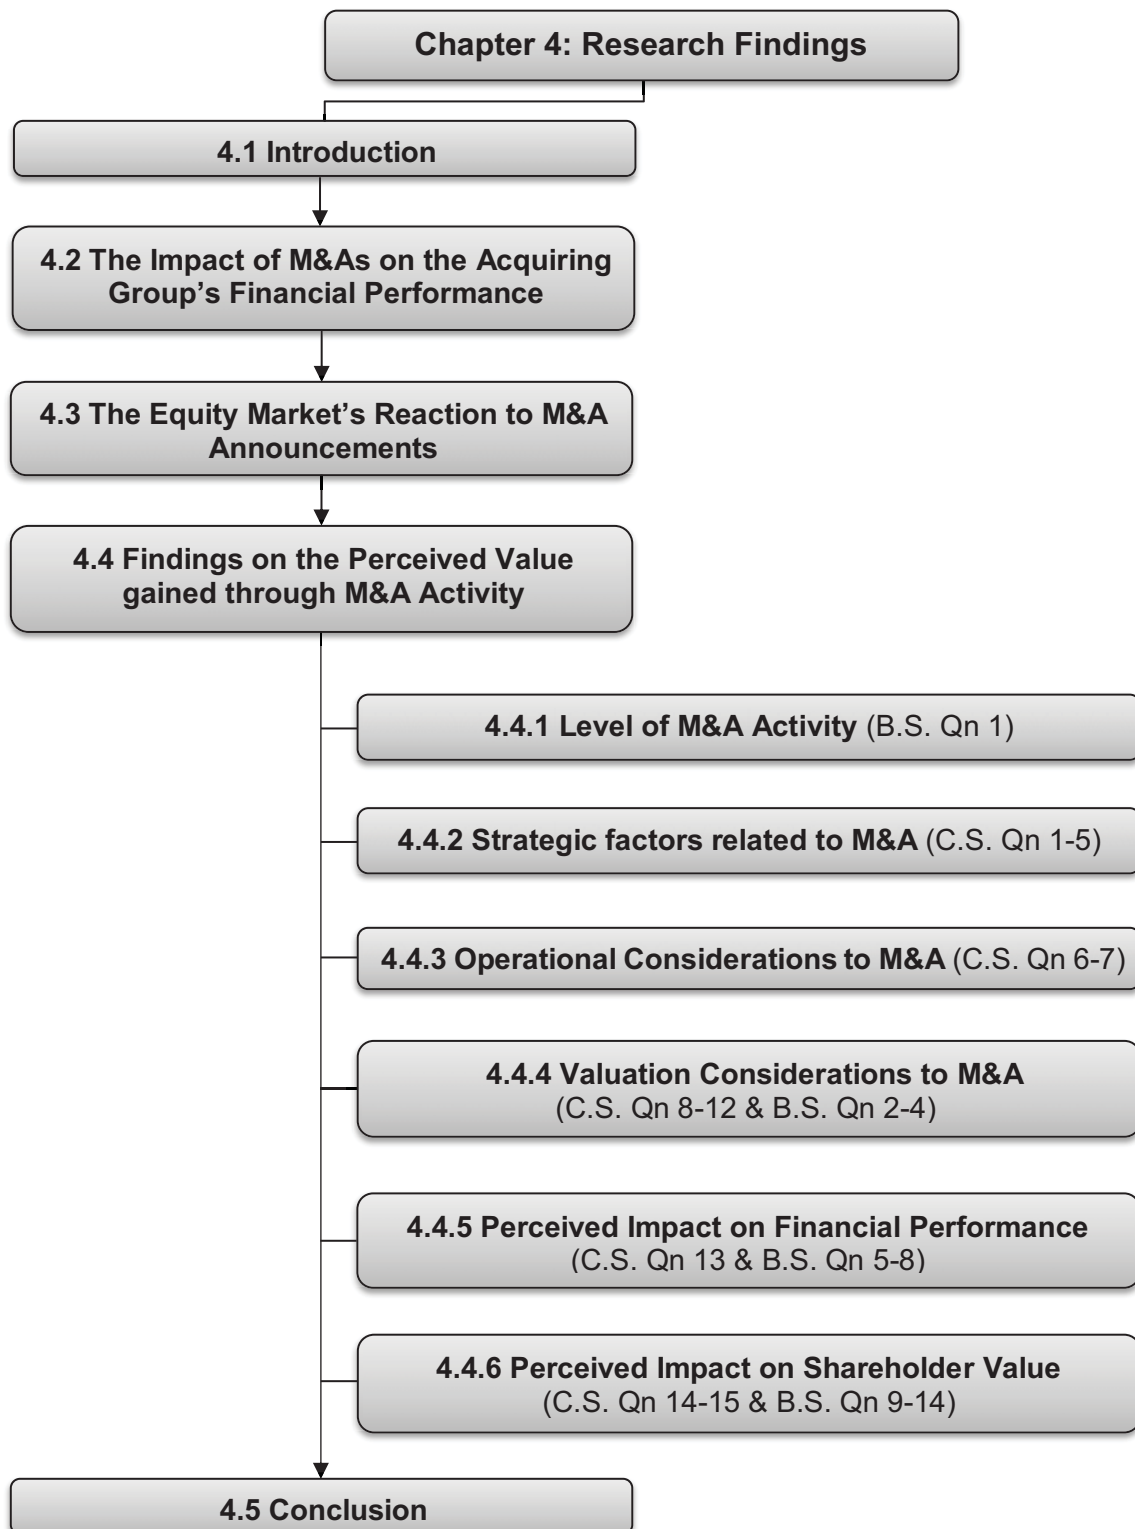 Chapter 4: Research Findings
4.1 Introduction
4.2 The Impact of M&As on the Acquiring
Group’s Financial Performance
4.3 The Equity Market’s Reaction to M&A
Announcements
4.4 Findings on the Perceived Value
gained through M&A Activity
4.4.1 Level of M&A Activity (B.S. Qn 1)
4.4.2 Strategic factors related to M&A (C.S. Qn 1-5)
4.4.3 Operational Considerations to M&A (C.S. Qn 6-7)
4.4.4 Valuation Considerations to M&A
(C.S. Qn 8-12 & B.S. Qn 2-4)
4.4.5 Perceived Impact on Financial Performance
(C.S. Qn 13 & B.S. Qn 5-8)
4.4.6 Perceived Impact on Shareholder Value
(C.S. Qn 14-15 & B.S. Qn 9-14)
4.5 Conclusion